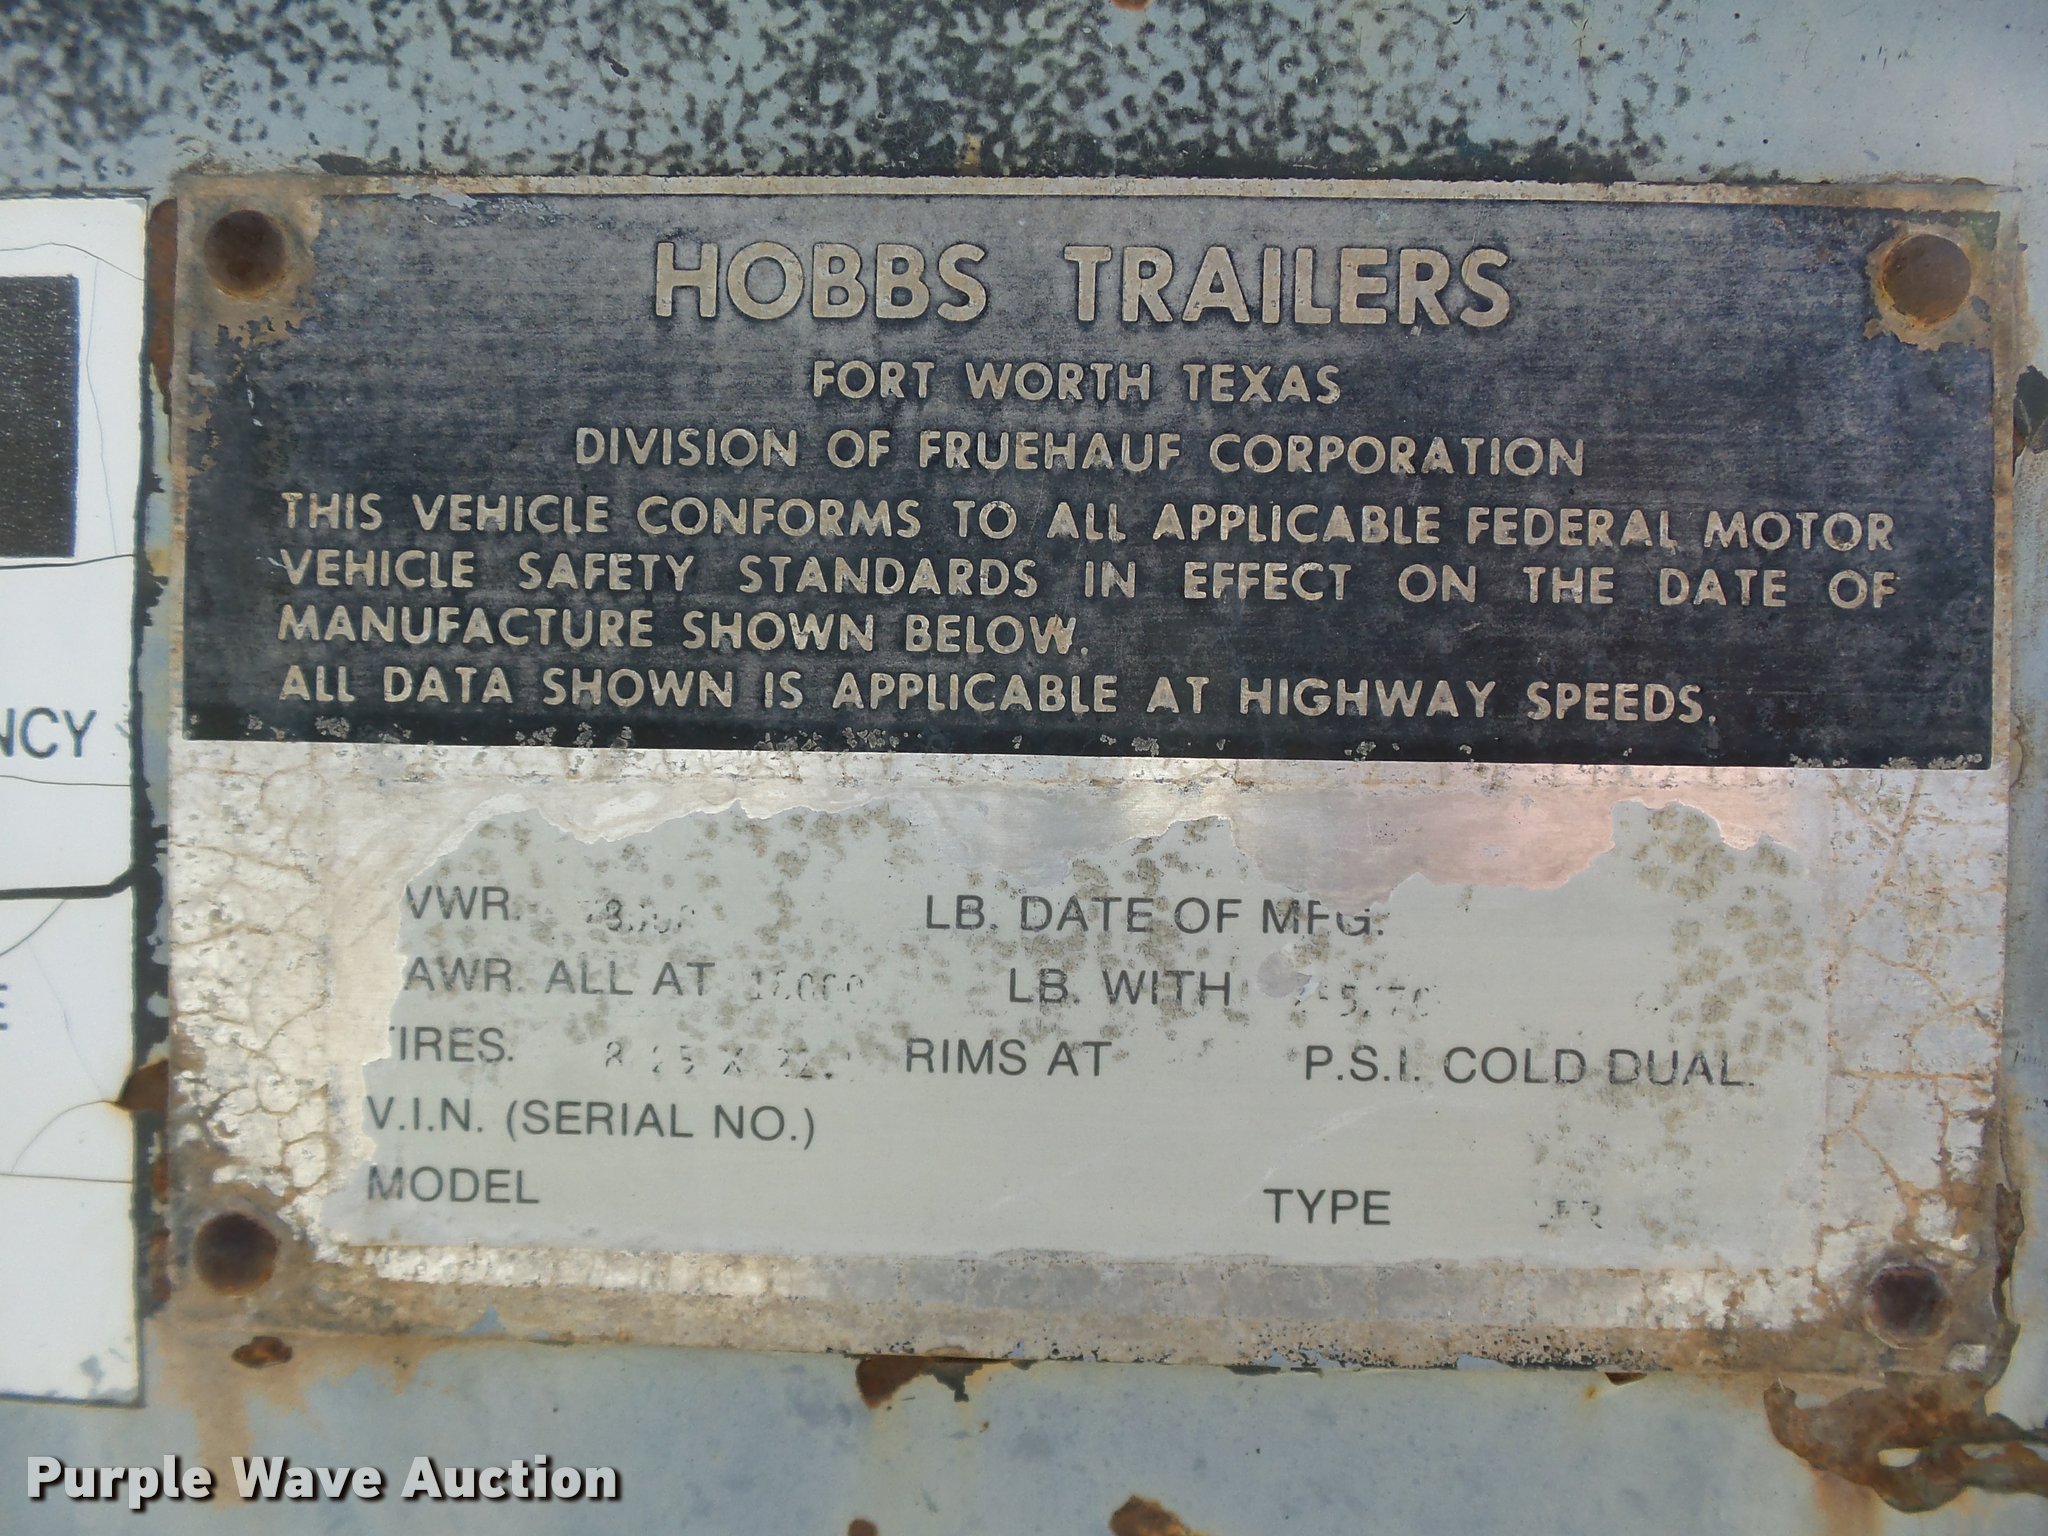 HOBBS TRAILERS
FORT WORTH TEXAS
DIVISION OF FRUEHAUF CORPORATION
THIS VEHICLE CONFORMS TO ALL APPLICABLE FEDERAL MOTOR
VEHICLE SAFETY STANDARDS IN EFFECT ON THE DATE OF
MANUFACTURE SHOWN BELOW.
ALL DATA SHOWN IS APPLICABLE AT HIGHWAY SPEEDS.
NCY
VWR. LB. DATE OF MFG.
AWR. ALL AT LB. WITH
TIRES. RIMS AT P.S.I. COLD DUAL.
E
V.I.N. (SERIAL NO.)
MODEL TYPE
Purple Wave Auction